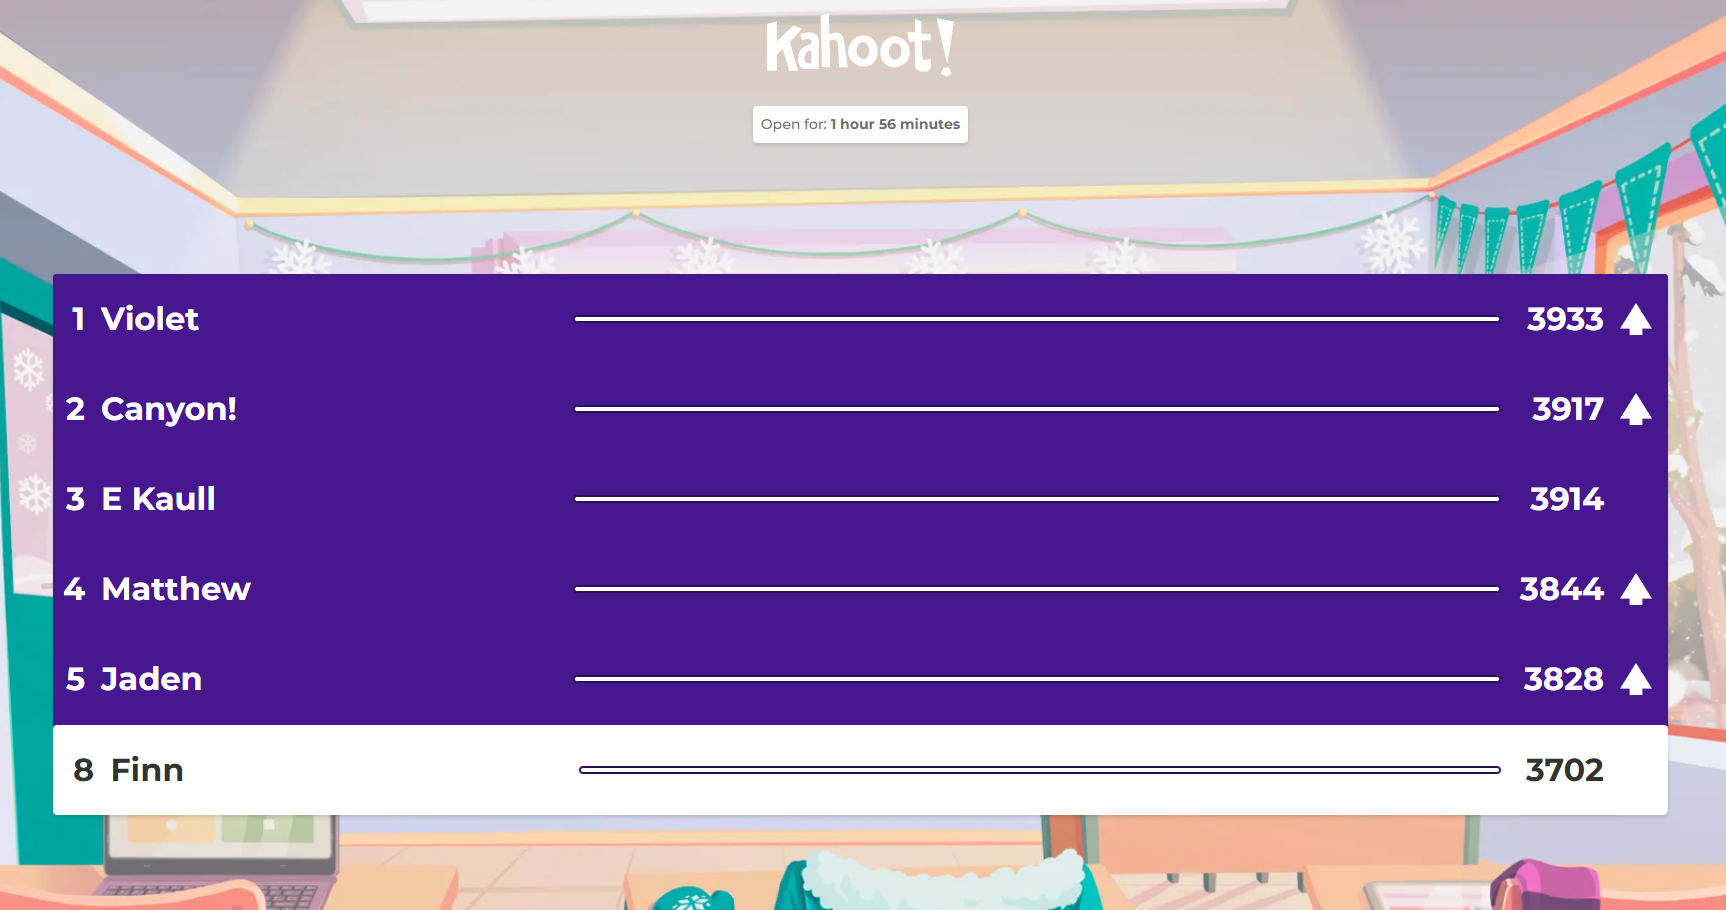 Kahoot!
Open for: 1 hour 56 minutes
1 Violet 3933
2 Canyon! 3917
3 E Kaull 3914
4 Matthew 3844
5 Jaden 3828
8 Finn 3702